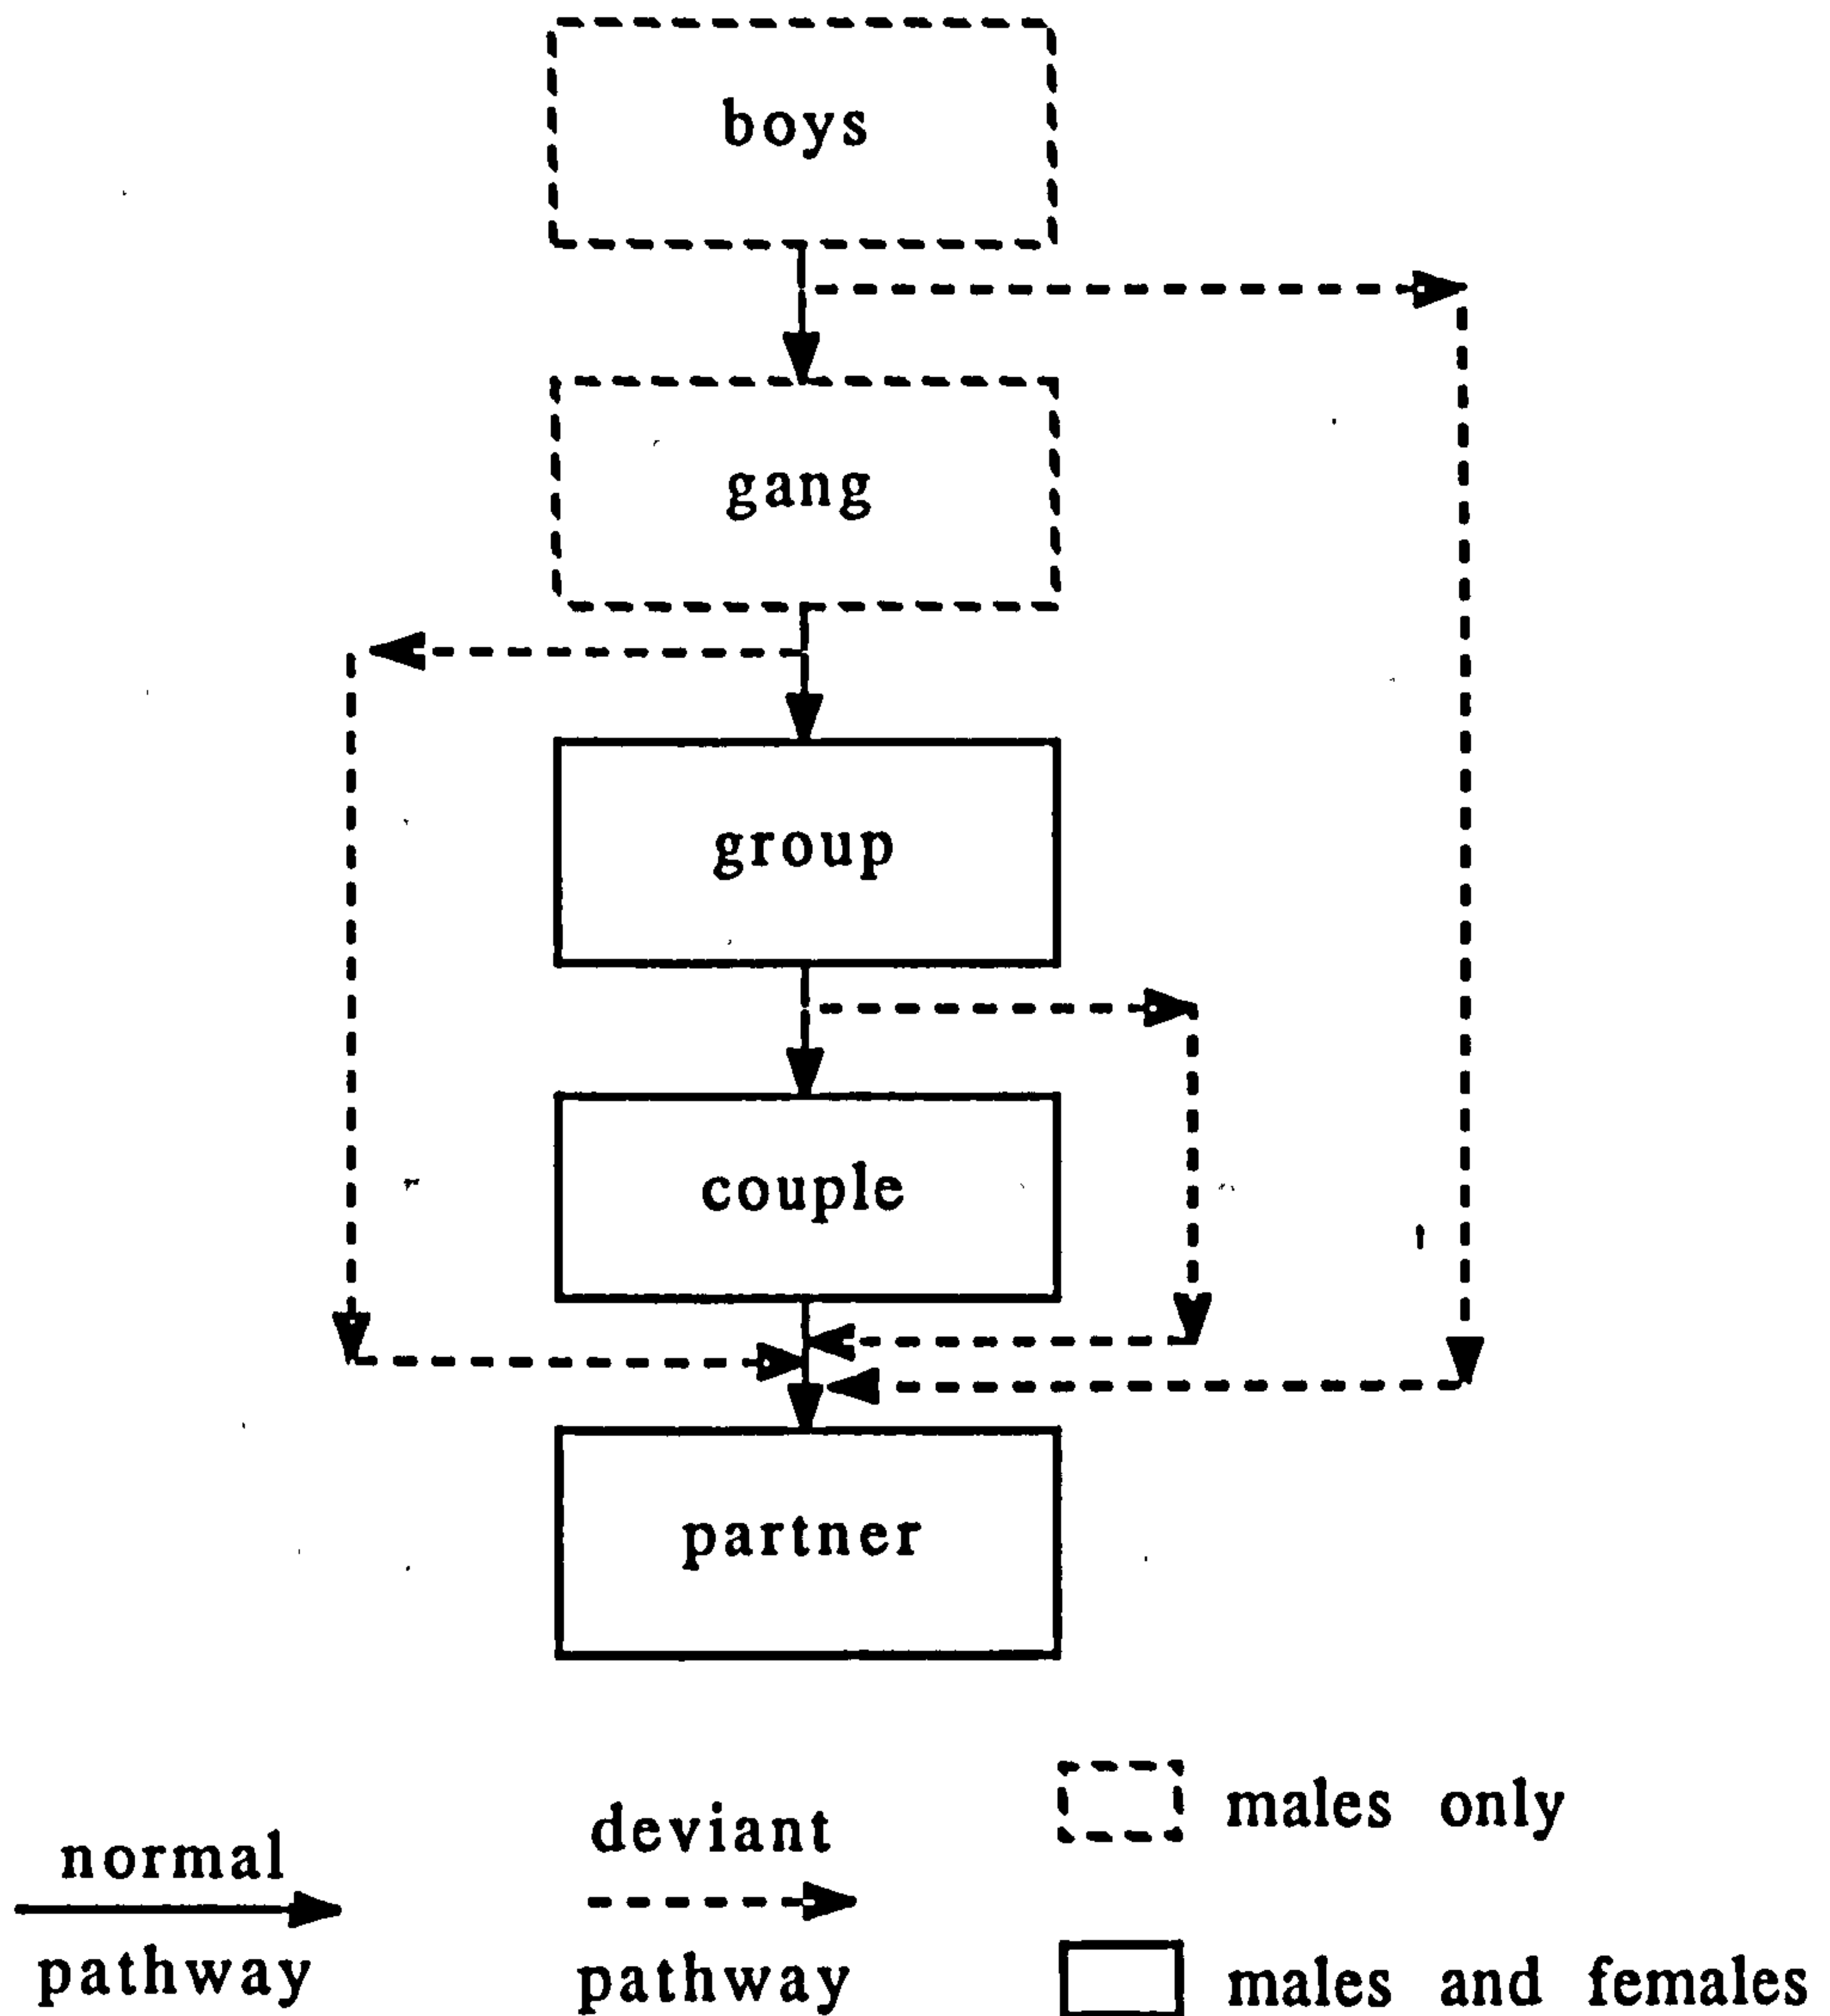 boys
gang
group
couple
partner
normal
pathway
deviant
pathway
males only
males and females